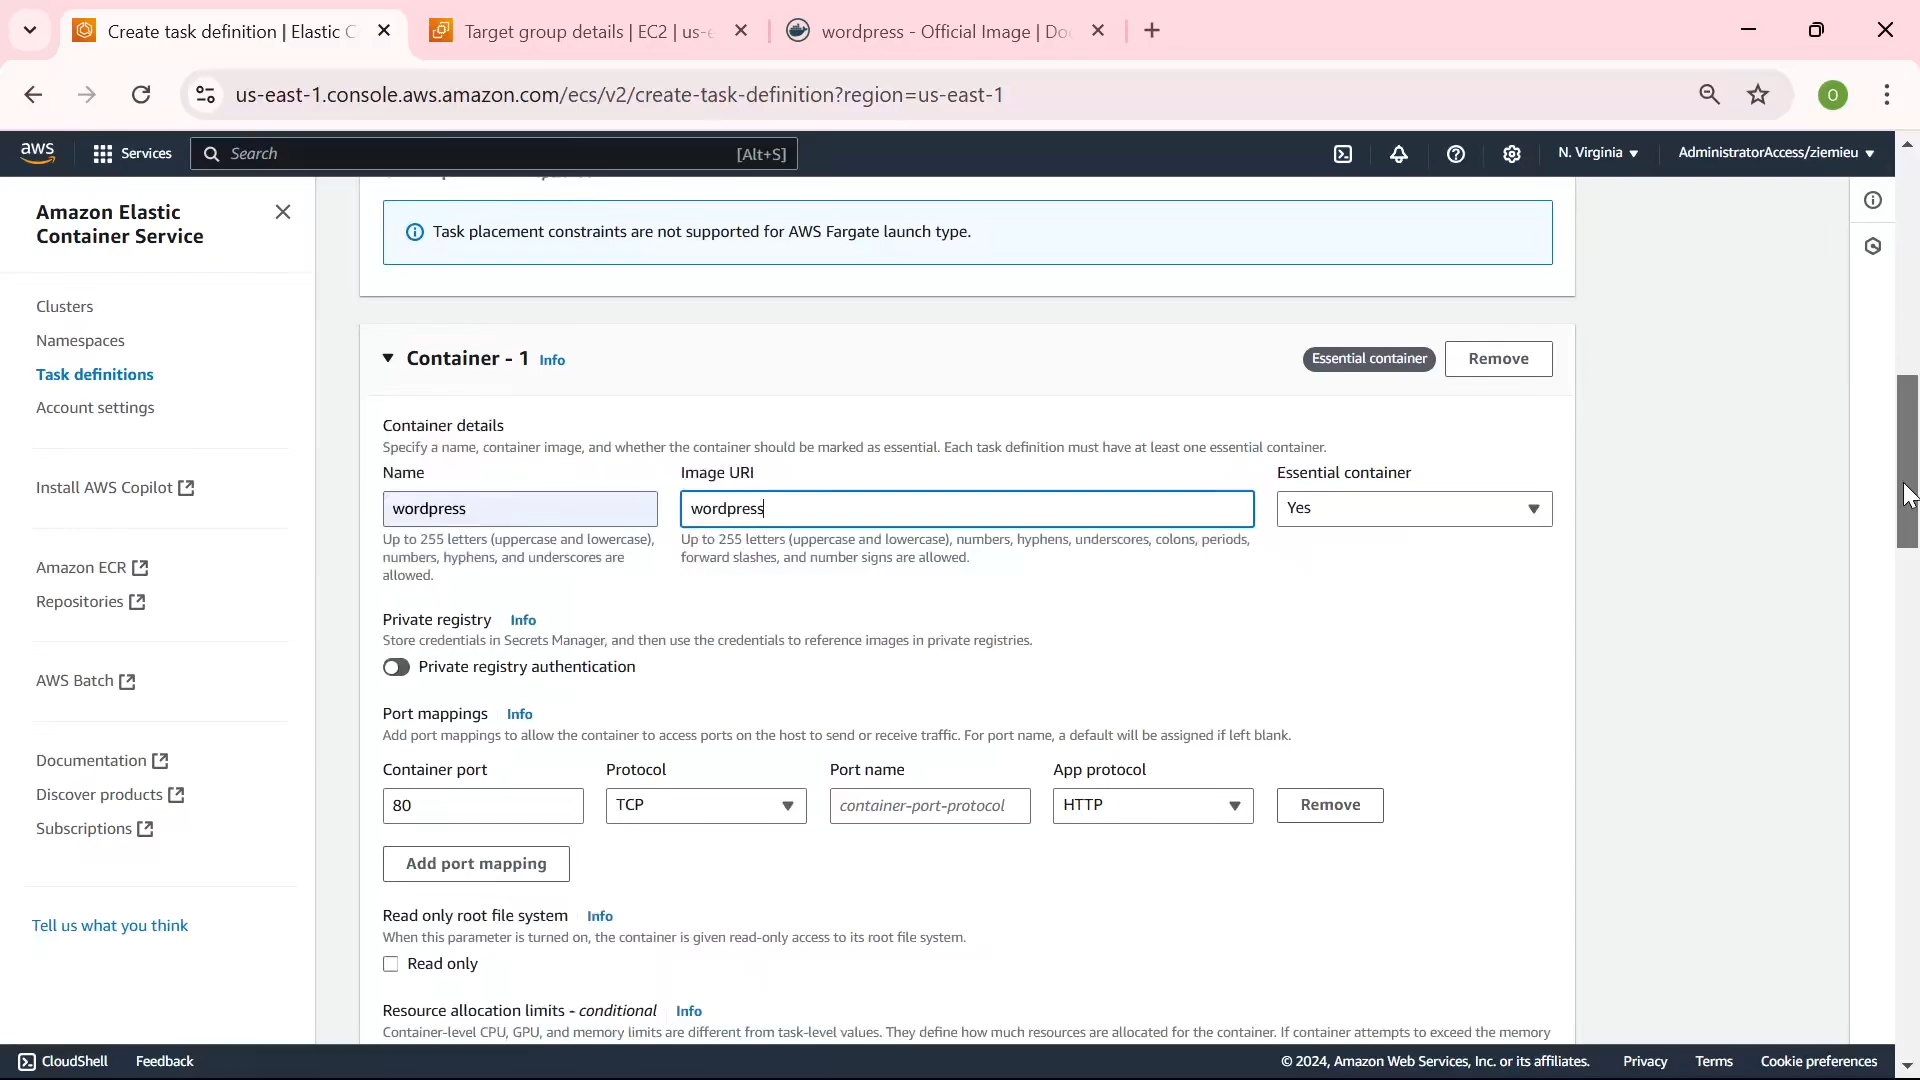 Create task definition | Elastic C
Target group details | EC2 | us-e
wordpress - Official Image | Do
us-east-1.console.aws.amazon.com/ecs/v2/create-task-definition?region=us-east-1
O
aws
Services
Search
[Alt+S]
N. Virginia
AdministratorAccess/ziemieu
Amazon Elastic
Container Service
Clusters
Namespaces
Task definitions
Account settings
Install AWS Copilot
Amazon ECR
Repositories
AWS Batch
Documentation
Discover products
Subscriptions
Tell us what you think
Task placement constraints are not supported for AWS Fargate launch type.
Container - 1 Info
Essential container
Remove
Container details
Specify a name, container image, and whether the container should be marked as essential. Each task definition must have at least one essential container.
Name
Image URI
Essential container
wordpress
wordpress
Yes
Up to 255 letters (uppercase and lowercase),
numbers, hyphens, and underscores are
allowed.
Up to 255 letters (uppercase and lowercase), numbers, hyphens, underscores, colons, periods,
forward slashes, and number signs are allowed.
Private registry Info
Store credentials in Secrets Manager, and then use the credentials to reference images in private registries.
Private registry authentication
Port mappings Info
Add port mappings to allow the container to access ports on the host to send or receive traffic. For port name, a default will be assigned if left blank.
Container port
Protocol
Port name
App protocol
80
TCP
container-port-protocol
HTTP
Remove
Add port mapping
Read only root file system Info
When this parameter is turned on, the container is given read-only access to its root file system.
Read only
Resource allocation limits - conditional Info
Container-level CPU, GPU, and memory limits are different from task-level values. They define how much resources are allocated for the container. If container attempts to exceed the memory
CloudShell
Feedback
© 2024, Amazon Web Services, Inc. or its affiliates.
Privacy
Terms
Cookie preferences